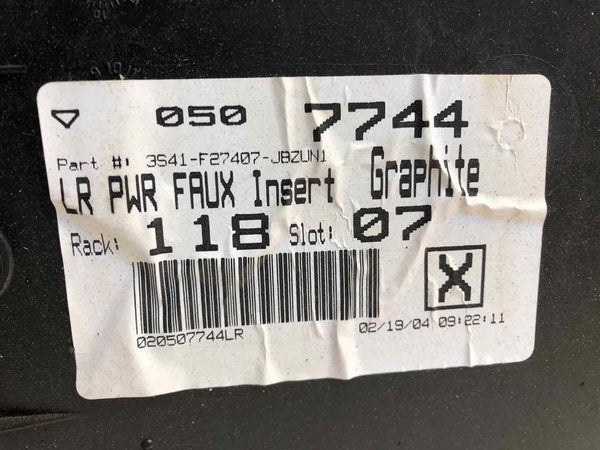 050 7744
Part #: 3S41-F27407-JBZUN1
LR PWR FAUX Insert Graphite
Rack: 118 Slot: 07
X
020507744LR
02/19/04 09:22:11